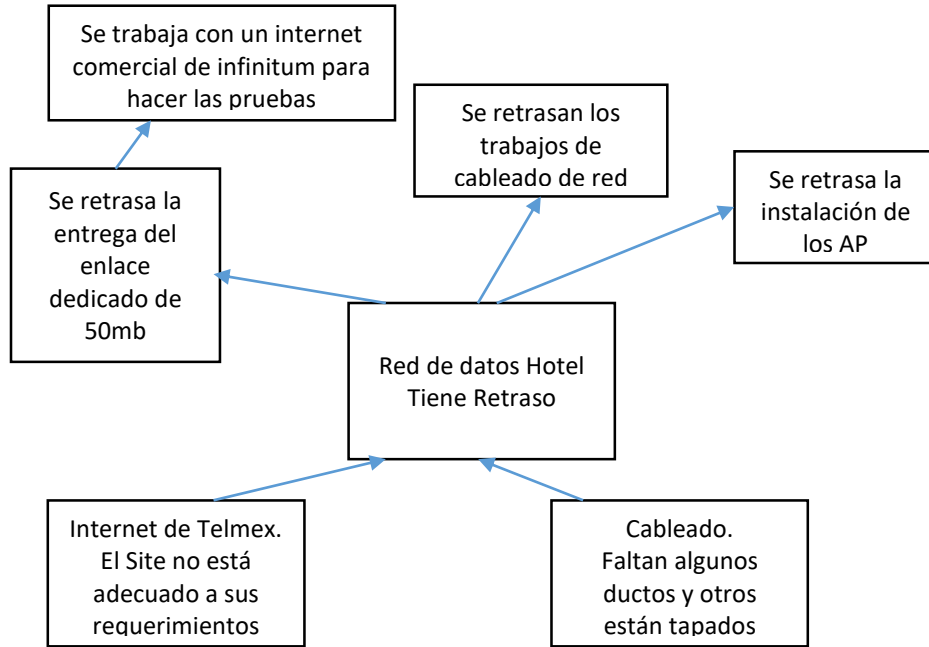 Se trabaja con un internet
comercial de infinitum para
hacer las pruebas
Se retrasan los
trabajos de
cableado de red
Se retrasa la
instalación de
los AP
Se retrasa la
entrega del
enlace
dedicado de
50mb
Red de datos Hotel
Tiene Retraso
Internet de Telmex.
El Site no está
adecuado a sus
requerimientos
Cableado.
Faltan algunos
ductos y otros
están tapados